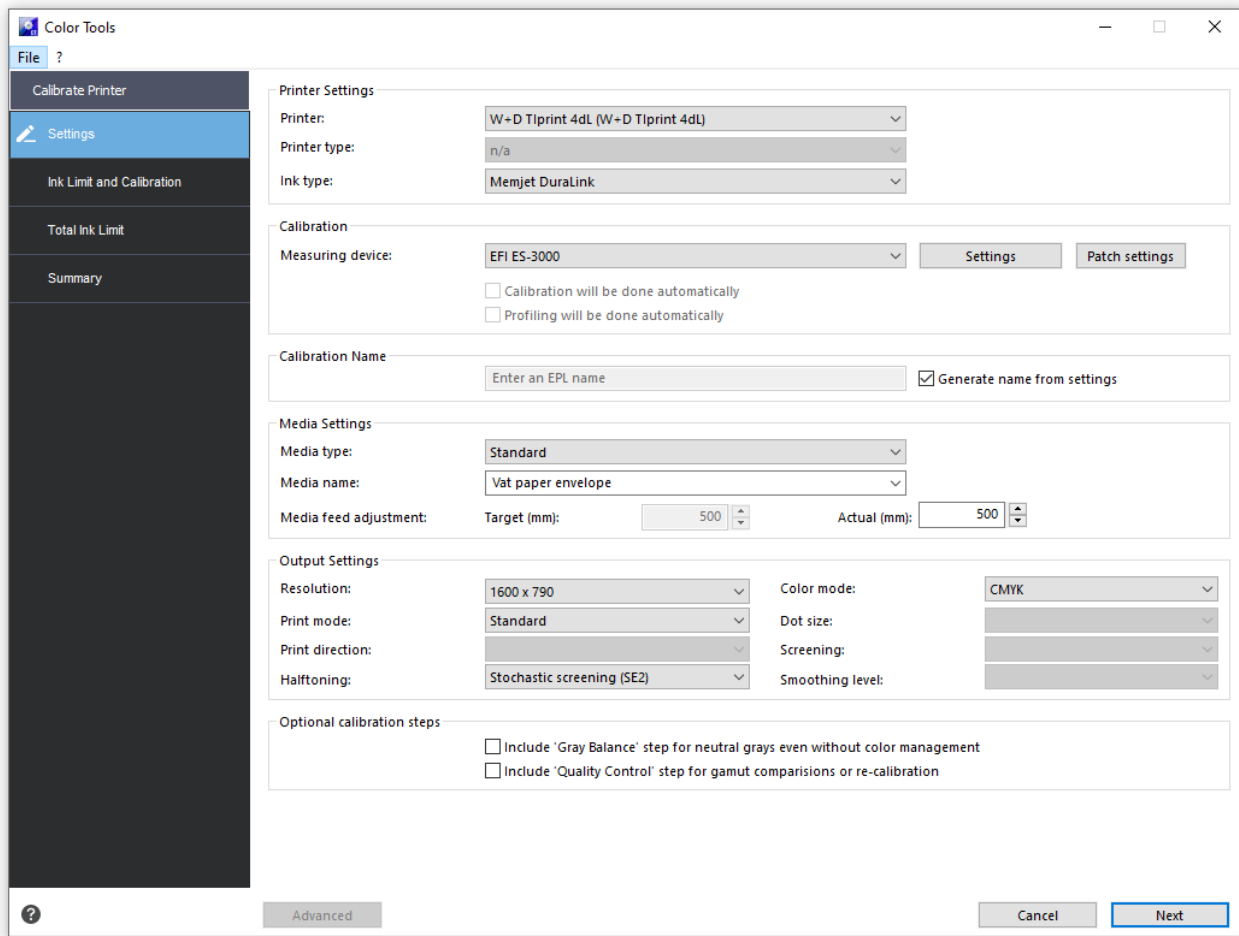 Color Tools
File ?
Calibrate Printer
Settings
Ink Limit and Calibration
Total Ink Limit
Summary
Printer Settings
Printer: W+D TIprint 4dL (W+D TIprint 4dL)
Printer type: n/a
Ink type: Memjet DuraLink
Calibration
Measuring device: EFI ES-3000 Settings Patch settings
Calibration will be done automatically
Profiling will be done automatically
Calibration Name
Enter an EPL name Generate name from settings
Media Settings
Media type: Standard
Media name: Vat paper envelope
Media feed adjustment: Target (mm): 500 Actual (mm): 500
Output Settings
Resolution: 1600 x 790 Color mode: CMYK
Print mode: Standard Dot size:
Print direction: Screening:
Halftoning: Stochastic screening (SE2) Smoothing level:
Optional calibration steps
Include 'Gray Balance' step for neutral grays even without color management
Include 'Quality Control' step for gamut comparisions or re-calibration
? Advanced Cancel Next